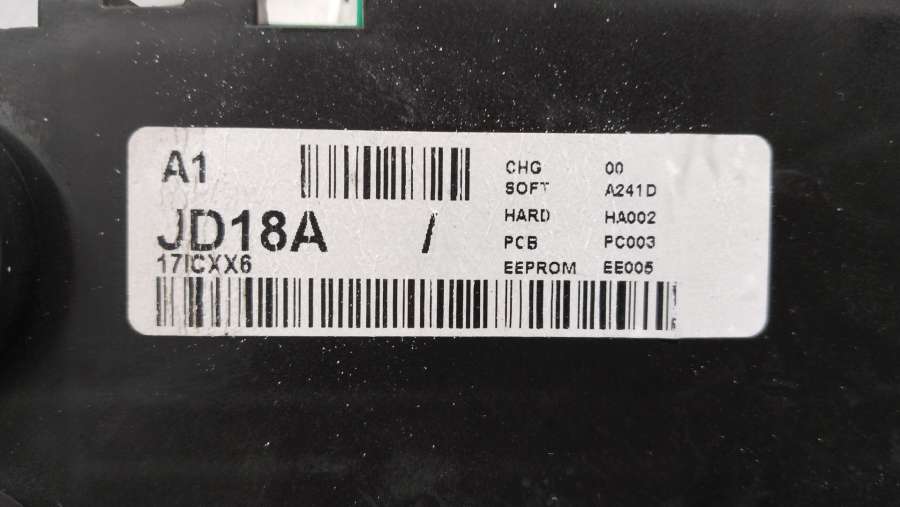 A1
JD18A /
17ICXX6
CHG 00
SOFT A241D
HARD HA002
PCB PC003
EEPROM EE005